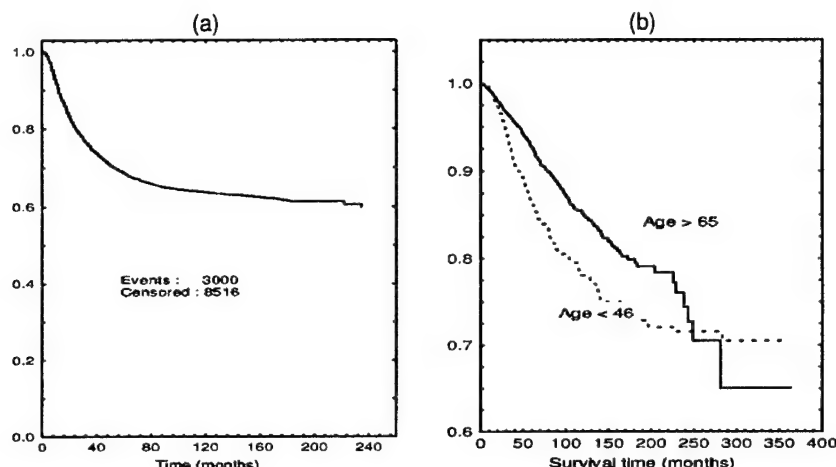 (a)
1.0
0.8
0.6
0.4
0.2
0.0
Events : 3000
Censored : 8516
0 40 80 120 160 200 240
Time (months)
(b)
1.0
0.9
0.8
0.7
0.6
Age > 65
Age < 46
0 50 100 150 200 250 300 350 400
Survival time (months)